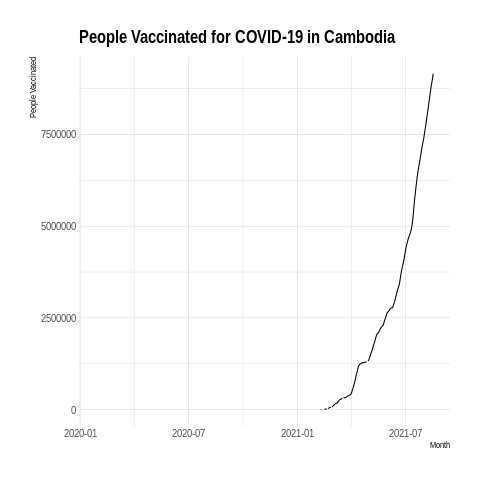 People Vaccinated for COVID-19 in Cambodia
People Vaccinated
7500000
5000000
2500000
0
2020-01 2020-07 2021-01 2021-07
Month